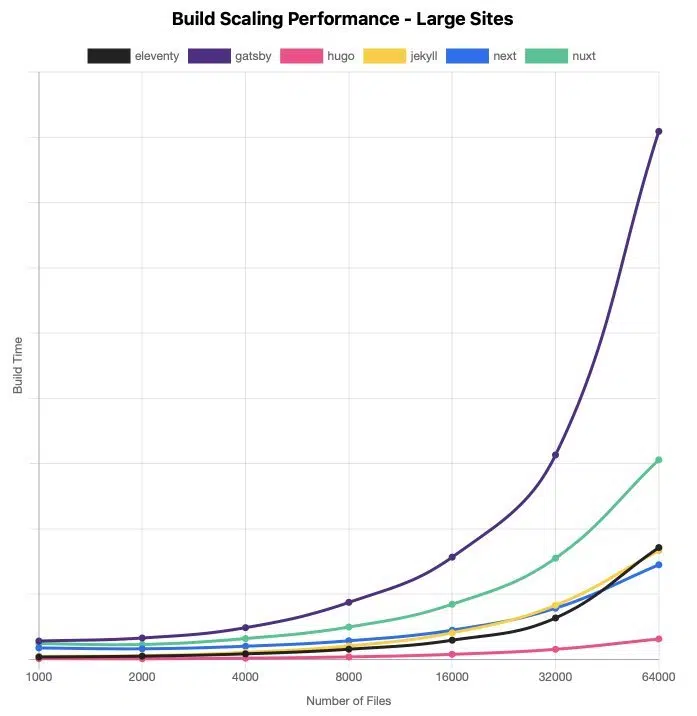 Build Scaling Performance - Large Sites
eleventy gatsby hugo jekyll next nuxt
Build Time
1000 2000 4000 8000 16000 32000 64000
Number of Files